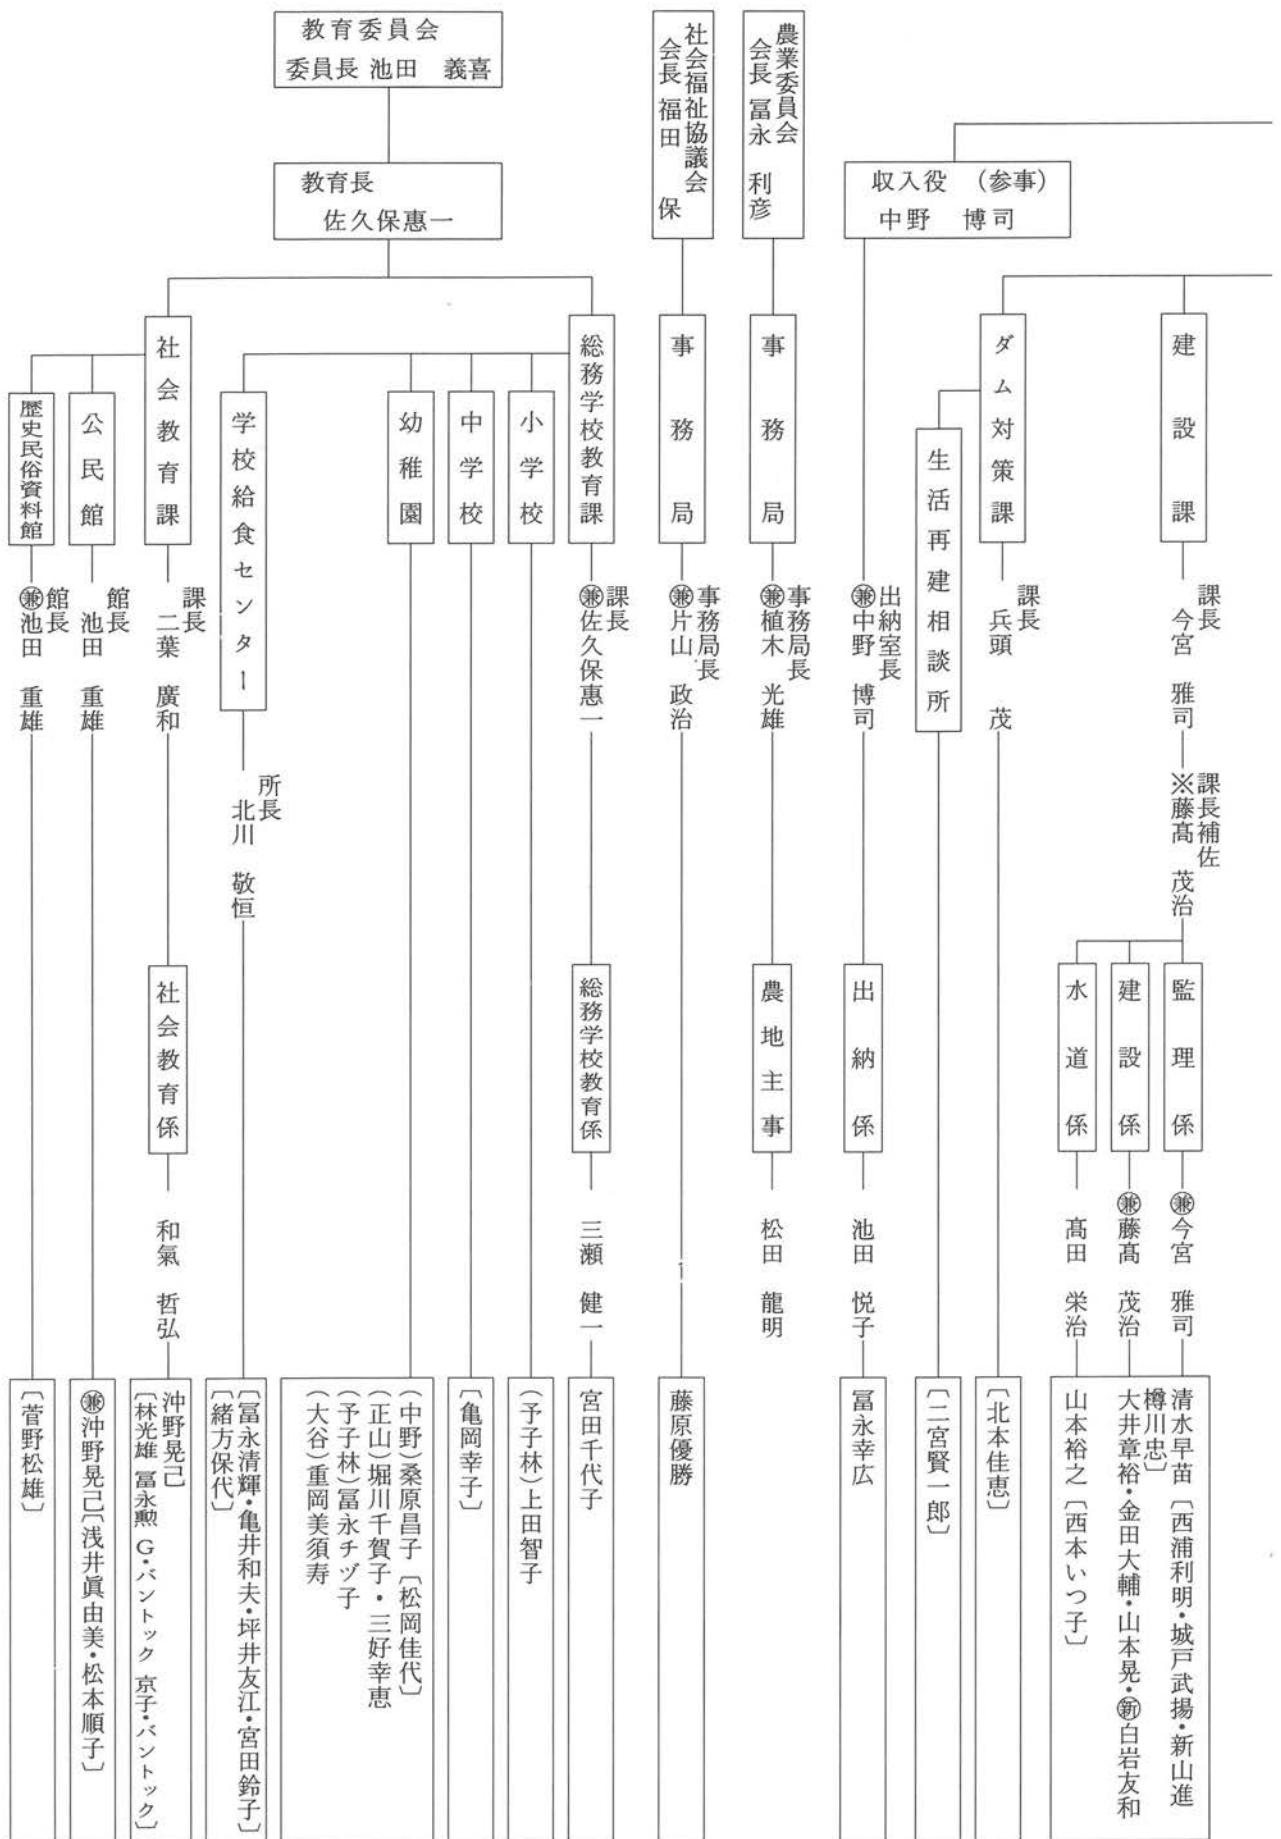 建設課
課長
今宮 雅司
課長補佐
※藤髙 茂治
監理係
㊒今宮 雅司
清水早苗〔西浦利明・城戸武揚・新山進
樽川忠〕
建設係
兼藤髙 茂治
大井章裕・金田大輔・山本晃・新白岩友和
水道係
髙田 栄治
山本裕之〔西本いつ子〕
ダム対策課
課長
兵頭 茂
〔北本佳恵〕
生活再建相談所
〔二宮賢一郎〕
収入役 (参事)
中野 博司
出納室長
兼中野 博司
出納係
池田 悦子
冨永幸広
農業委員会
会長 冨永 利彦
事務局
事務局長
兼植木 光雄
農地主事
松田 龍明
社会福祉協議会
会長 福田 保
事務局
事務局長
兼片山 政治
藤原優勝
教育委員会
委員長 池田 義喜
教育長
佐久保惠一
総務学校教育課
課長
兼佐久保惠一
総務学校教育係
三瀬 健一
宮田千代子
小学校
(予子林)上田智子
中学校
〔亀岡幸子〕
幼稚園
(中野)桑原昌子〔松岡佳代〕
(正山)堀川千賀子・三好幸恵
(予子林)冨永チヅ子
(大谷)重岡美須寿
学校給食センター
所長
北川 敬恒
〔冨永清輝・亀井和夫・坪井友江・宮田鈴子〕
〔緒方保代〕
社会教育課
課長
二葉 廣和
社会教育係
和氣 哲弘
沖野晃己
〔林光雄 冨永勲 G・バントック 京子・バントック〕
公民館
館長
池田 重雄
兼沖野晃己〔浅井眞由美・松本順子〕
歴史民俗資料館
館長
兼池田 重雄
〔菅野松雄〕